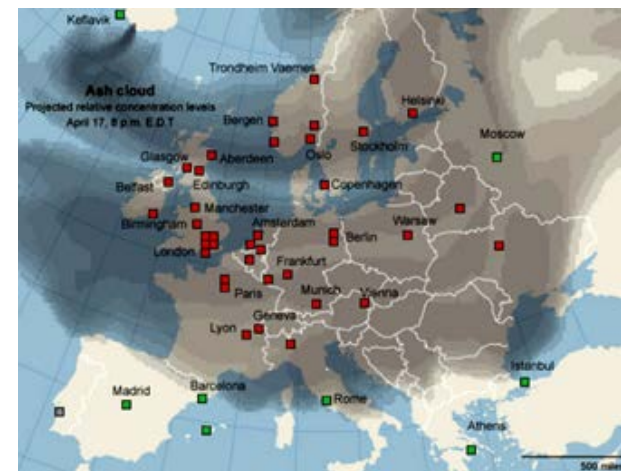 Keflavik
Ash cloud
Projected relative concentration levels
April 17, 8 p.m. E.D.T
Trondheim Vaernes
Helsinki
Bergen
Oslo
Stockholm
Moscow
Glasgow
Aberdeen
Edinburgh
Belfast
Copenhagen
Manchester
Birmingham
Amsterdam
Warsaw
Berlin
London
Frankfurt
Paris
Munich
Vienna
Geneva
Lyon
Istanbul
Madrid
Barcelona
Rome
Athens
500 miles